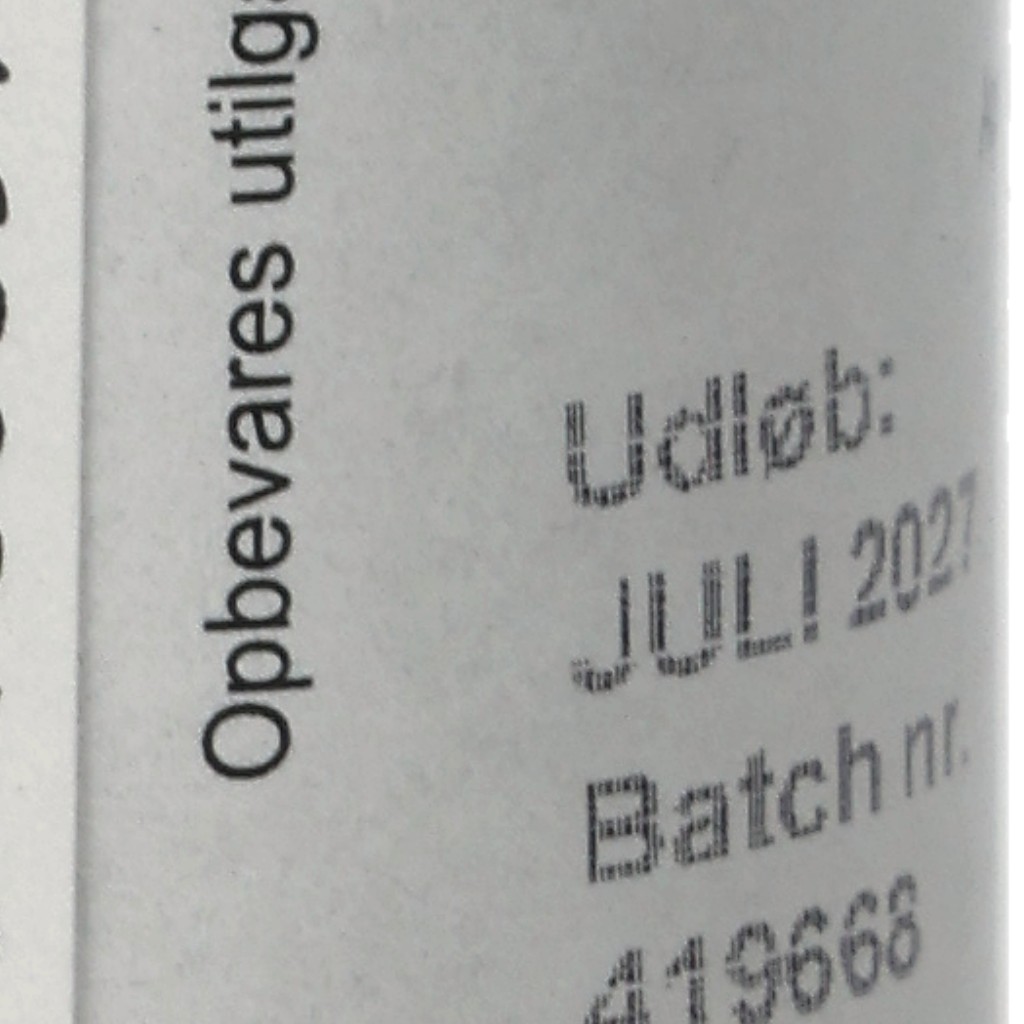 Opbevares utilg
Udløb:
JULI 2027
Batch nr.
419668